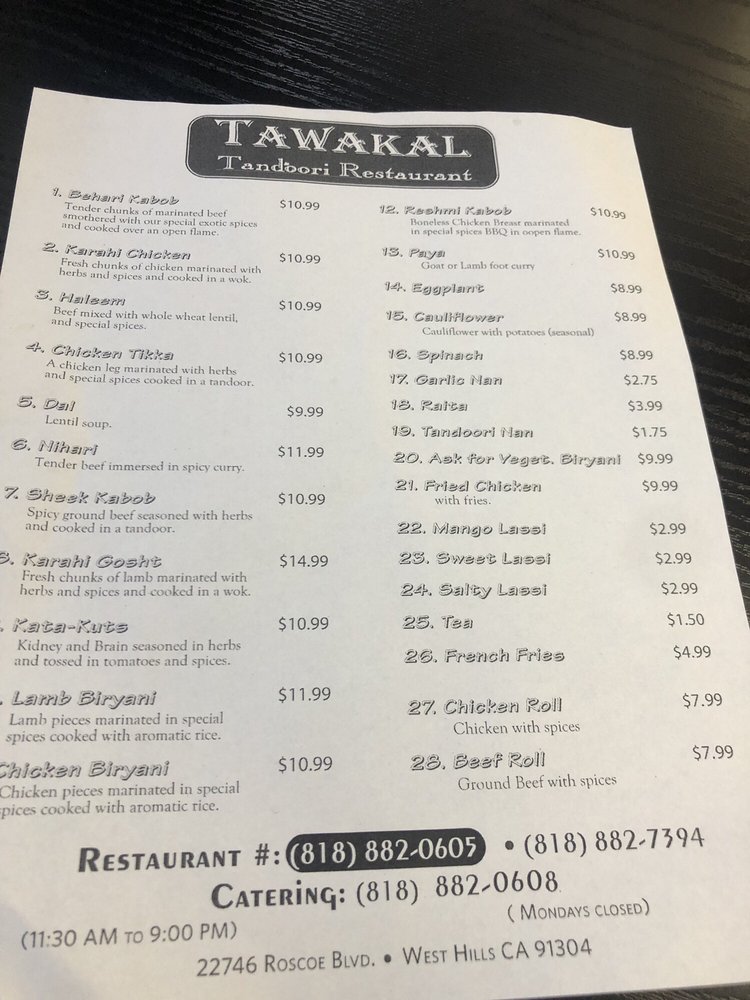 TAWAKAL
Tandoori Restaurant
1. Behari Kabob $10.99
Tender chunks of marinated beef
smothered with our special exotic spices
and cooked over an open flame.
2. Karahi Chicken $10.99
Fresh chunks of chicken marinated with
herbs and spices and cooked in a wok.
3. Haleem $10.99
Beef mixed with whole wheat lentil,
and special spices.
4. Chicken Tikka $10.99
A chicken leg marinated with herbs
and special spices cooked in a tandoor.
5. Dal $9.99
Lentil soup.
6. Nihari $11.99
Tender beef immersed in spicy curry.
7. Sheek Kabob $10.99
Spicy ground beef seasoned with herbs
and cooked in a tandoor.
8. Karahi Gosht $14.99
Fresh chunks of lamb marinated with
herbs and spices and cooked in a wok.
. Kata-Kuts $10.99
Kidney and Brain seasoned in herbs
and tossed in tomatoes and spices.
. Lamb Biryani $11.99
Lamb pieces marinated in special
spices cooked with aromatic rice.
Chicken Biryani $10.99
Chicken pieces marinated in special
spices cooked with aromatic rice.
12. Reshmi Kabob $10.99
Boneless Chicken Breast marinated
in special spices BBQ in oopen flame.
13. Paya $10.99
Goat or Lamb foot curry
14. Eggplant $8.99
15. Cauliflower $8.99
Cauliflower with potatoes (seasonal)
16. Spinach $8.99
17. Garlic Nan $2.75
18. Raita $3.99
19. Tandoori Nan $1.75
20. Ask for Veget. Biryani $9.99
21. Fried Chicken $9.99
with fries.
22. Mango Lassi $2.99
23. Sweet Lassi $2.99
24. Salty Lassi $2.99
25. Tea $1.50
26. French Fries $4.99
27. Chicken Roll $7.99
Chicken with spices
28. Beef Roll $7.99
Ground Beef with spices
RESTAURANT #: (818) 882-0605 • (818) 882-7394
CATERING: (818) 882-0608
(MONDAYS CLOSED)
(11:30 AM TO 9:00 PM)
22746 ROSCOE BLVD. • WEST HILLS CA 91304